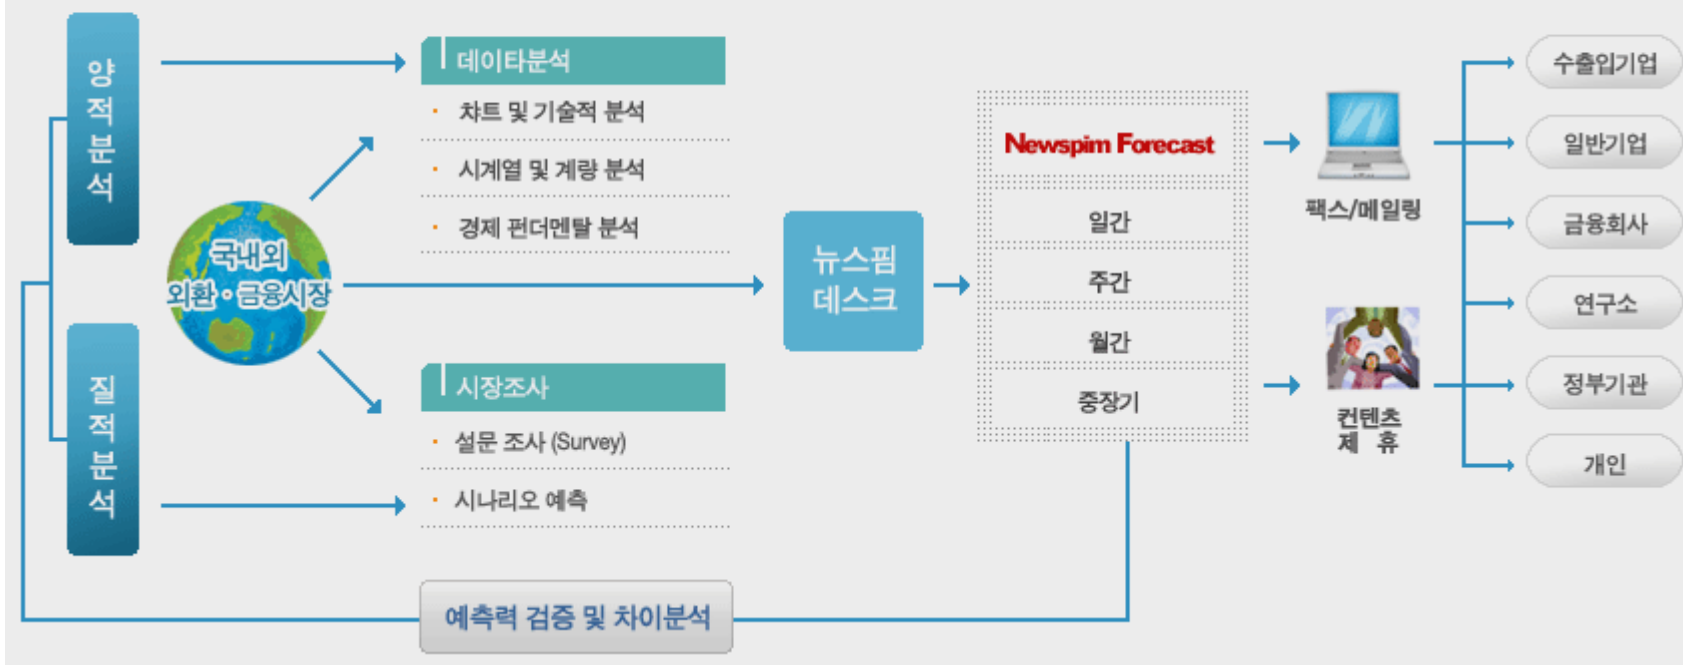 양
적
분
석
데이타분석
· 챠트 및 기술적 분석
· 시계열 및 계량 분석
· 경제 펀더멘탈 분석
국내외
외환·금융시장
질
적
분
석
시장조사
· 설문 조사 (Survey)
· 시나리오 예측
뉴스핌
데스크
Newspim Forecast
일간
주간
월간
중장기
팩스/메일링
컨텐츠
제 휴
수출입기업
일반기업
금융회사
연구소
정부기관
개인
예측력 검증 및 차이분석